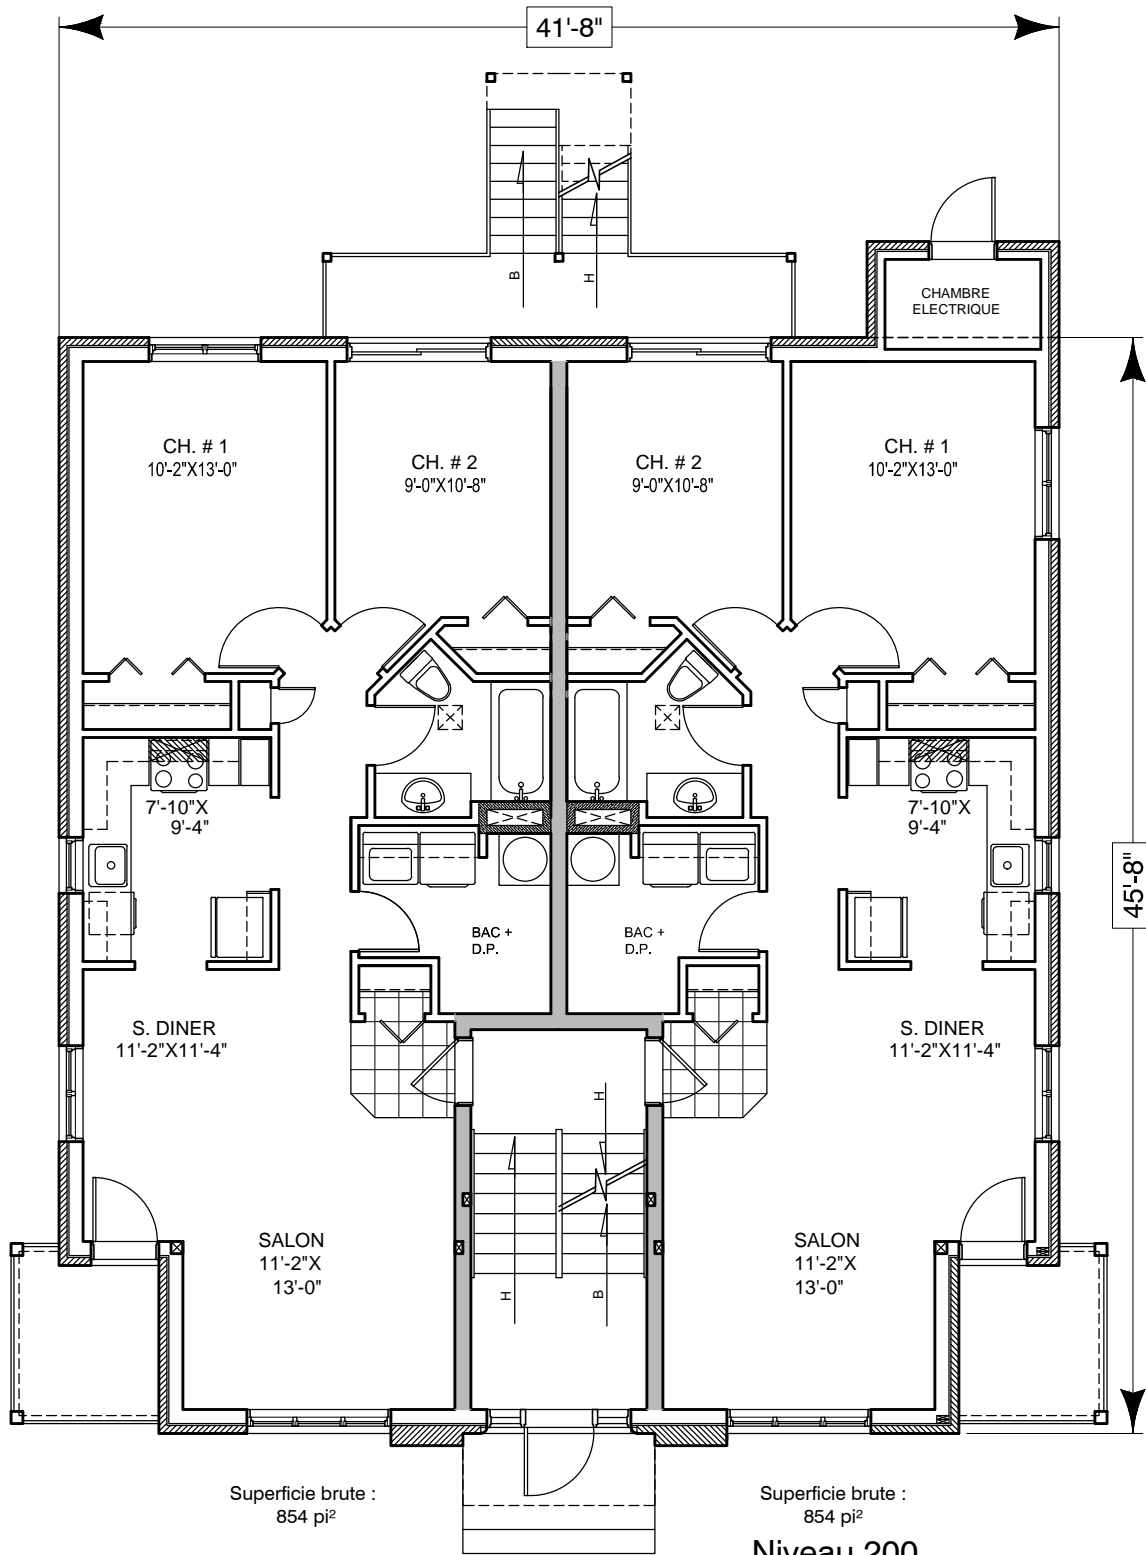 41'-8"
B
H
CHAMBRE
ELECTRIQUE
CH. # 1
10'-2"X13'-0"
CH. # 2
9'-0"X10'-8"
CH. # 2
9'-0"X10'-8"
CH. # 1
10'-2"X13'-0"
7'-10"X
9'-4"
7'-10"X
9'-4"
45'-8"
BAC +
D.P.
BAC +
D.P.
S. DINER
11'-2"X11'-4"
S. DINER
11'-2"X11'-4"
H
SALON
11'-2"X
13'-0"
SALON
11'-2"X
13'-0"
H
B
Superficie brute :
854 pi²
Superficie brute :
854 pi²
Niveau 200